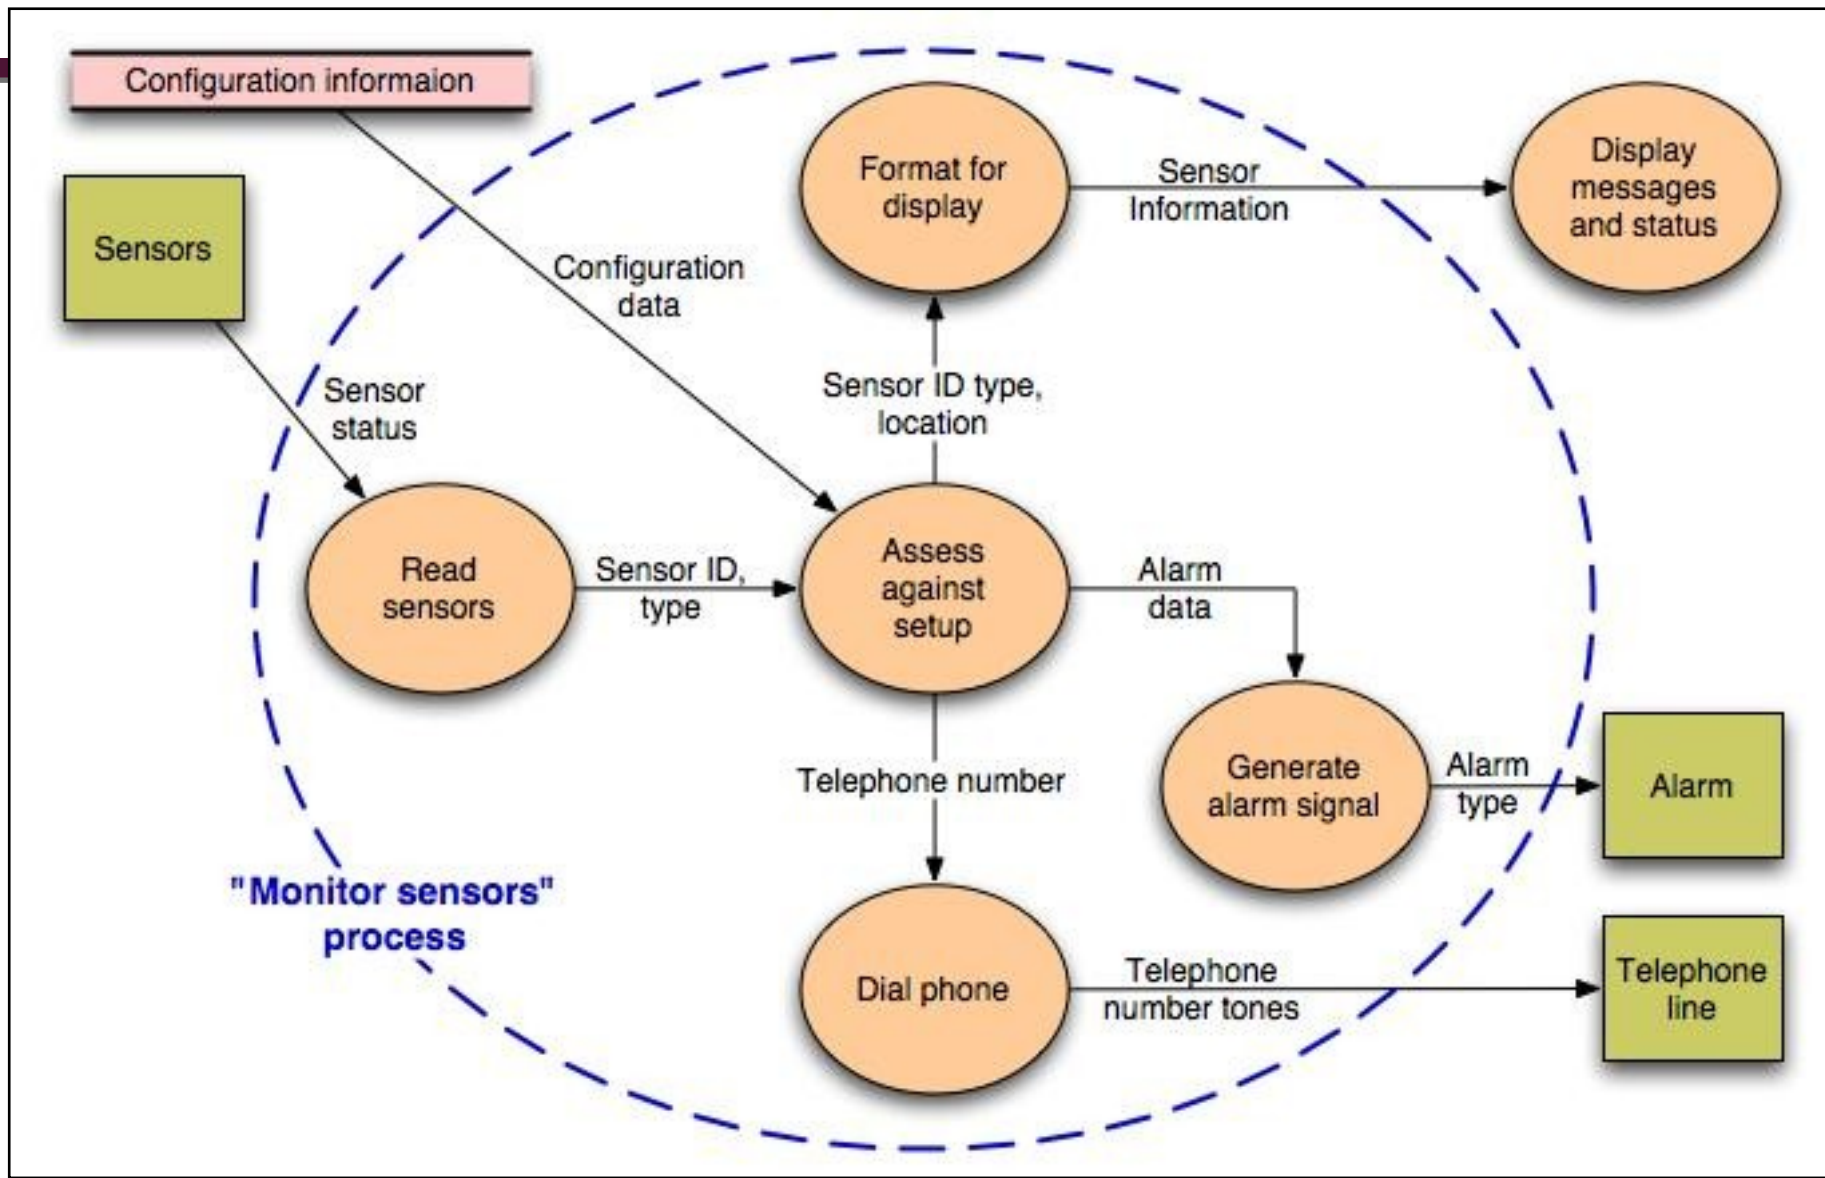 Configuration informaion
Sensors
Configuration
data
Sensor
status
Format for
display
Sensor
Information
Display
messages
and status
Sensor ID type,
location
Read
sensors
Sensor ID,
type
Assess
against
setup
Alarm
data
Telephone number
Generate
alarm signal
Alarm
type
Alarm
"Monitor sensors"
process
Dial phone
Telephone
number tones
Telephone
line